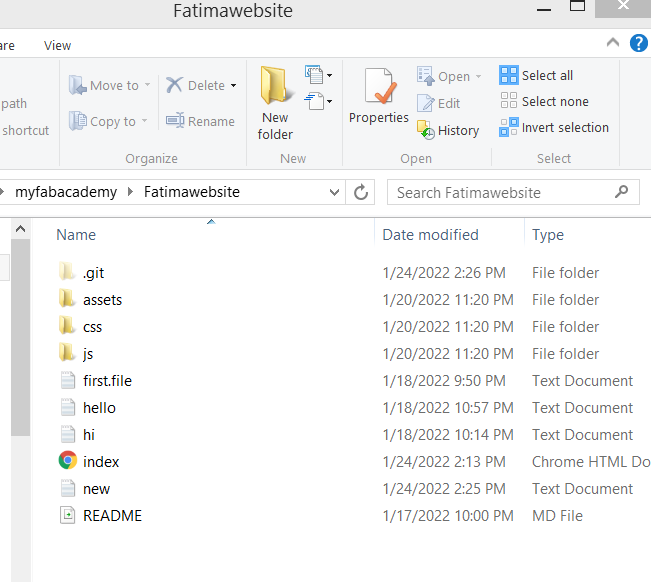 Fatimawebsite
are View
path
shortcut
Move to
Copy to
Delete
Rename
Organize
New
folder
New
Properties
Open
Edit
History
Open
Select all
Select none
Invert selection
Select
myfabacademy Fatimawebsite
Search Fatimawebsite
Name Date modified Type
.git 1/24/2022 2:26 PM File folder
assets 1/20/2022 11:20 PM File folder
css 1/20/2022 11:20 PM File folder
js 1/20/2022 11:20 PM File folder
first.file 1/18/2022 9:50 PM Text Document
hello 1/18/2022 10:57 PM Text Document
hi 1/18/2022 10:14 PM Text Document
index 1/24/2022 2:13 PM Chrome HTML Do
new 1/24/2022 2:25 PM Text Document
README 1/17/2022 10:00 PM MD File